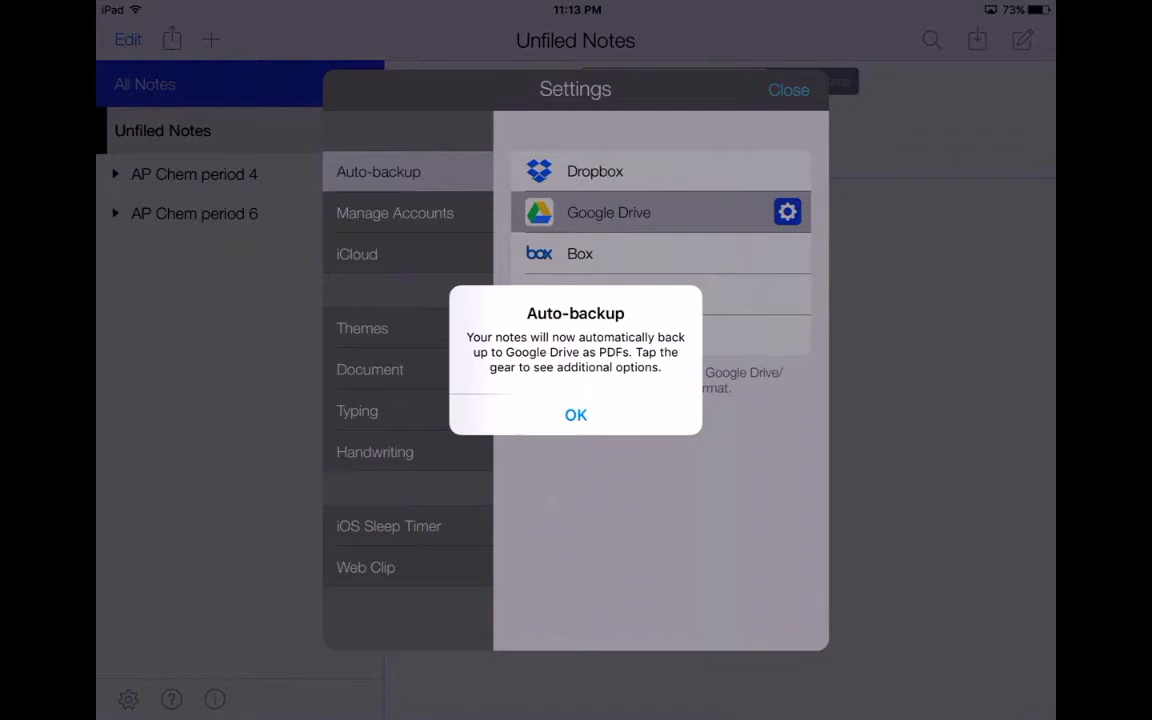 iPad 11:13 PM 73%
Edit Unfiled Notes
All Notes
Unfiled Notes
AP Chem period 4
AP Chem period 6
Settings Close
Auto-backup
Manage Accounts
iCloud
Themes
Document
Typing
Handwriting
iOS Sleep Timer
Web Clip
Dropbox
Google Drive
box Box
Google Drive/
Auto-backup
Your notes will now automatically back
up to Google Drive as PDFs. Tap the
gear to see additional options.
OK